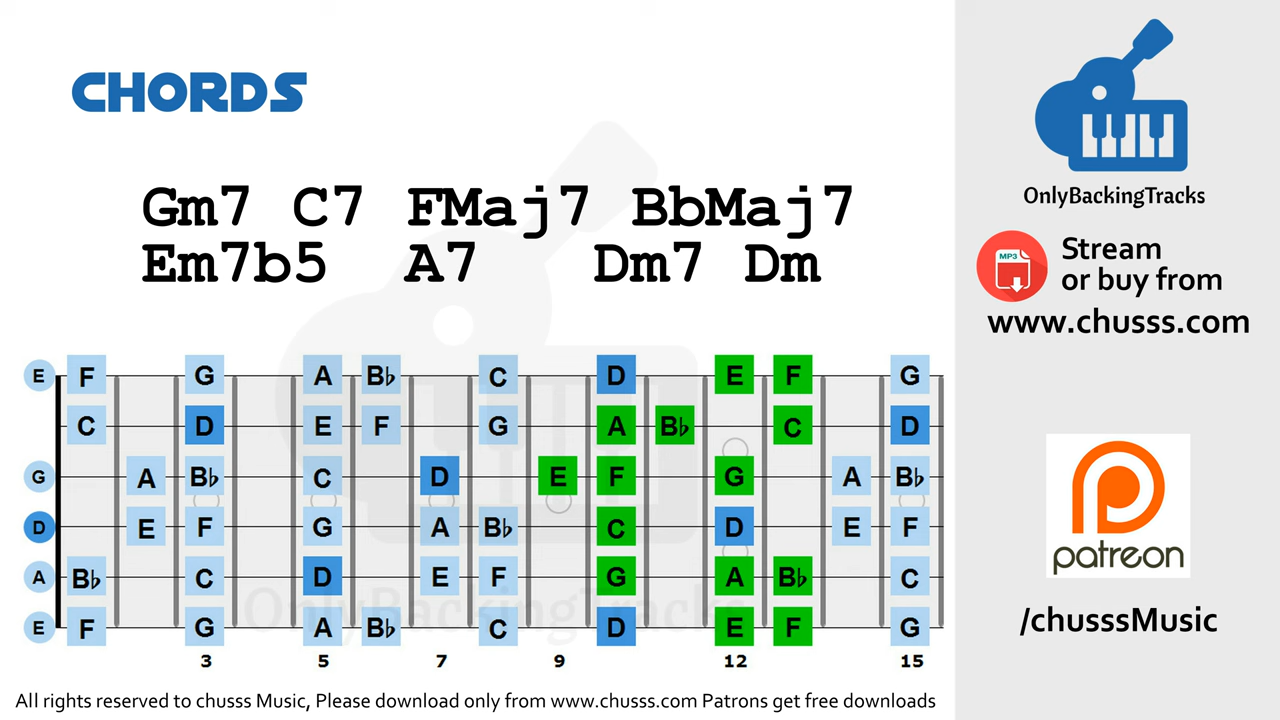 CHORDS
Gm7 C7 FMaj7 BbMaj7
Em7b5 A7 Dm7 Dm
E F G A B♭ C D E F G
C D E F G A B♭ C D
G A B♭ C D E F G A B♭
D E F G A B♭ C D E F
A B♭ C D E F G A B♭ C
E F G A B♭ C D E F G
3 5 7 9 12 15
OnlyBackingTracks
All rights reserved to chusss Music, Please download only from www.chusss.com Patrons get free downloads
OnlyBackingTracks
MP3
Stream
or buy from
www.chusss.com
patreon
/chusssMusic